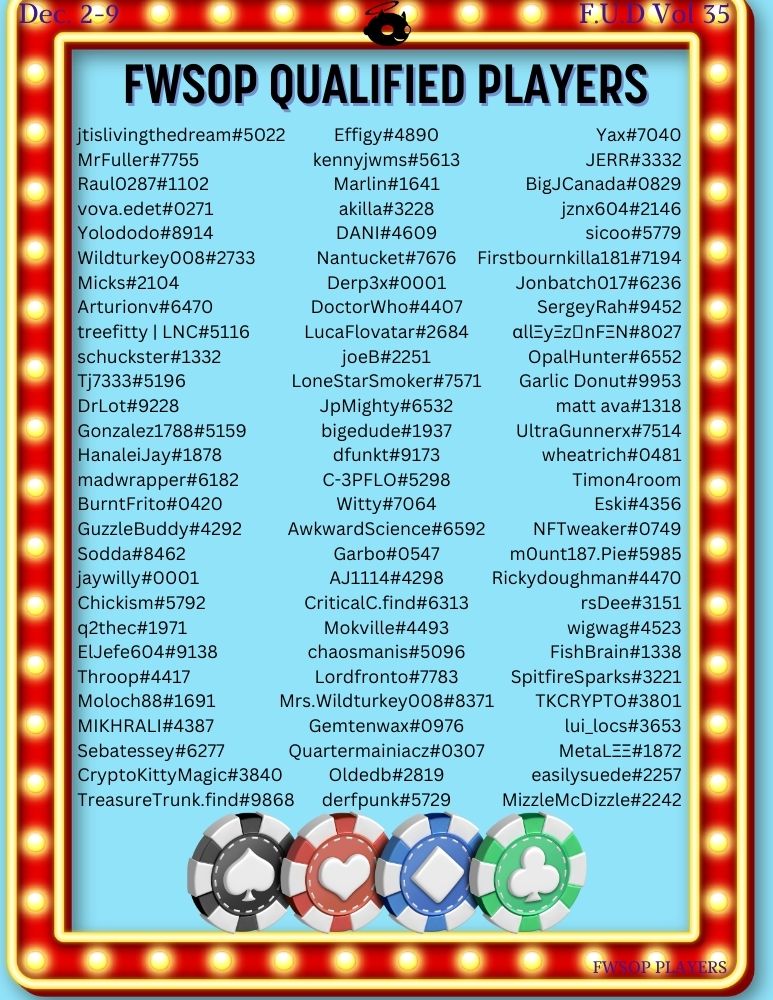 Dec. 2-9
F.U.D Vol 35
FWSOP QUALIFIED PLAYERS
jtislivingthedream#5022
MrFuller#7755
Raul0287#1102
vova.edet#0271
Yolododo#8914
Wildturkey008#2733
Micks#2104
Arturionv#6470
treefitty | LNC#5116
schuckster#1332
Tj7333#5196
DrLot#9228
Gonzalez1788#5159
HanaleiJay#1878
madwrapper#6182
BurntFrito#0420
GuzzleBuddy#4292
Sodda#8462
jaywilly#0001
Chickism#5792
q2thec#1971
ElJefe604#9138
Throop#4417
Moloch88#1691
MIKHRALI#4387
Sebatessey#6277
CryptoKittyMagic#3840
TreasureTrunk.find#9868
Effigy#4890
kennyjwms#5613
Marlin#1641
akilla#3228
DANI#4609
Nantucket#7676
Derp3x#0001
DoctorWho#4407
LucaFlovatar#2684
joeB#2251
LoneStarSmoker#7571
JpMighty#6532
bigedude#1937
dfunkt#9173
C-3PFLO#5298
Witty#7064
AwkwardScience#6592
Garbo#0547
AJ1114#4298
CriticalC.find#6313
Mokville#4493
chaosmanis#5096
Lordfronto#7783
Mrs.Wildturkey008#8371
Gemtenwax#0976
Quartermainiacz#0307
Oldedb#2819
derfpunk#5729
Yax#7040
JERR#3332
BigJCanada#0829
jznx604#2146
sicoo#5779
Firstbournkilla181#7194
Jonbatch017#6236
SergeyRah#9452
αllΞyΞz▯nFΞN#8027
OpalHunter#6552
Garlic Donut#9953
matt ava#1318
UltraGunnerx#7514
wheatrich#0481
Timon4room
Eski#4356
NFTweaker#0749
m0unt187.Pie#5985
Rickydoughman#4470
rsDee#3151
wigwag#4523
FishBrain#1338
SpitfireSparks#3221
TKCRYPTO#3801
lui_locs#3653
MetaLΞΞ#1872
easilysuede#2257
MizzleMcDizzle#2242
FWSOP PLAYERS